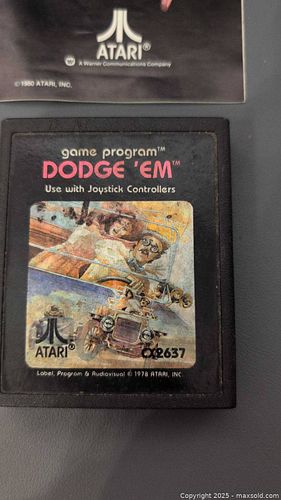 ATARI®
A Warner Communications Company
© 1980 ATARI, INC.
game program™
DODGE 'EM™
Use with Joystick Controllers
ATARI®
CX2637
Label, Program & Audiovisual © 1978 ATARI, INC.
Copyright © 2025 - maxsold.com